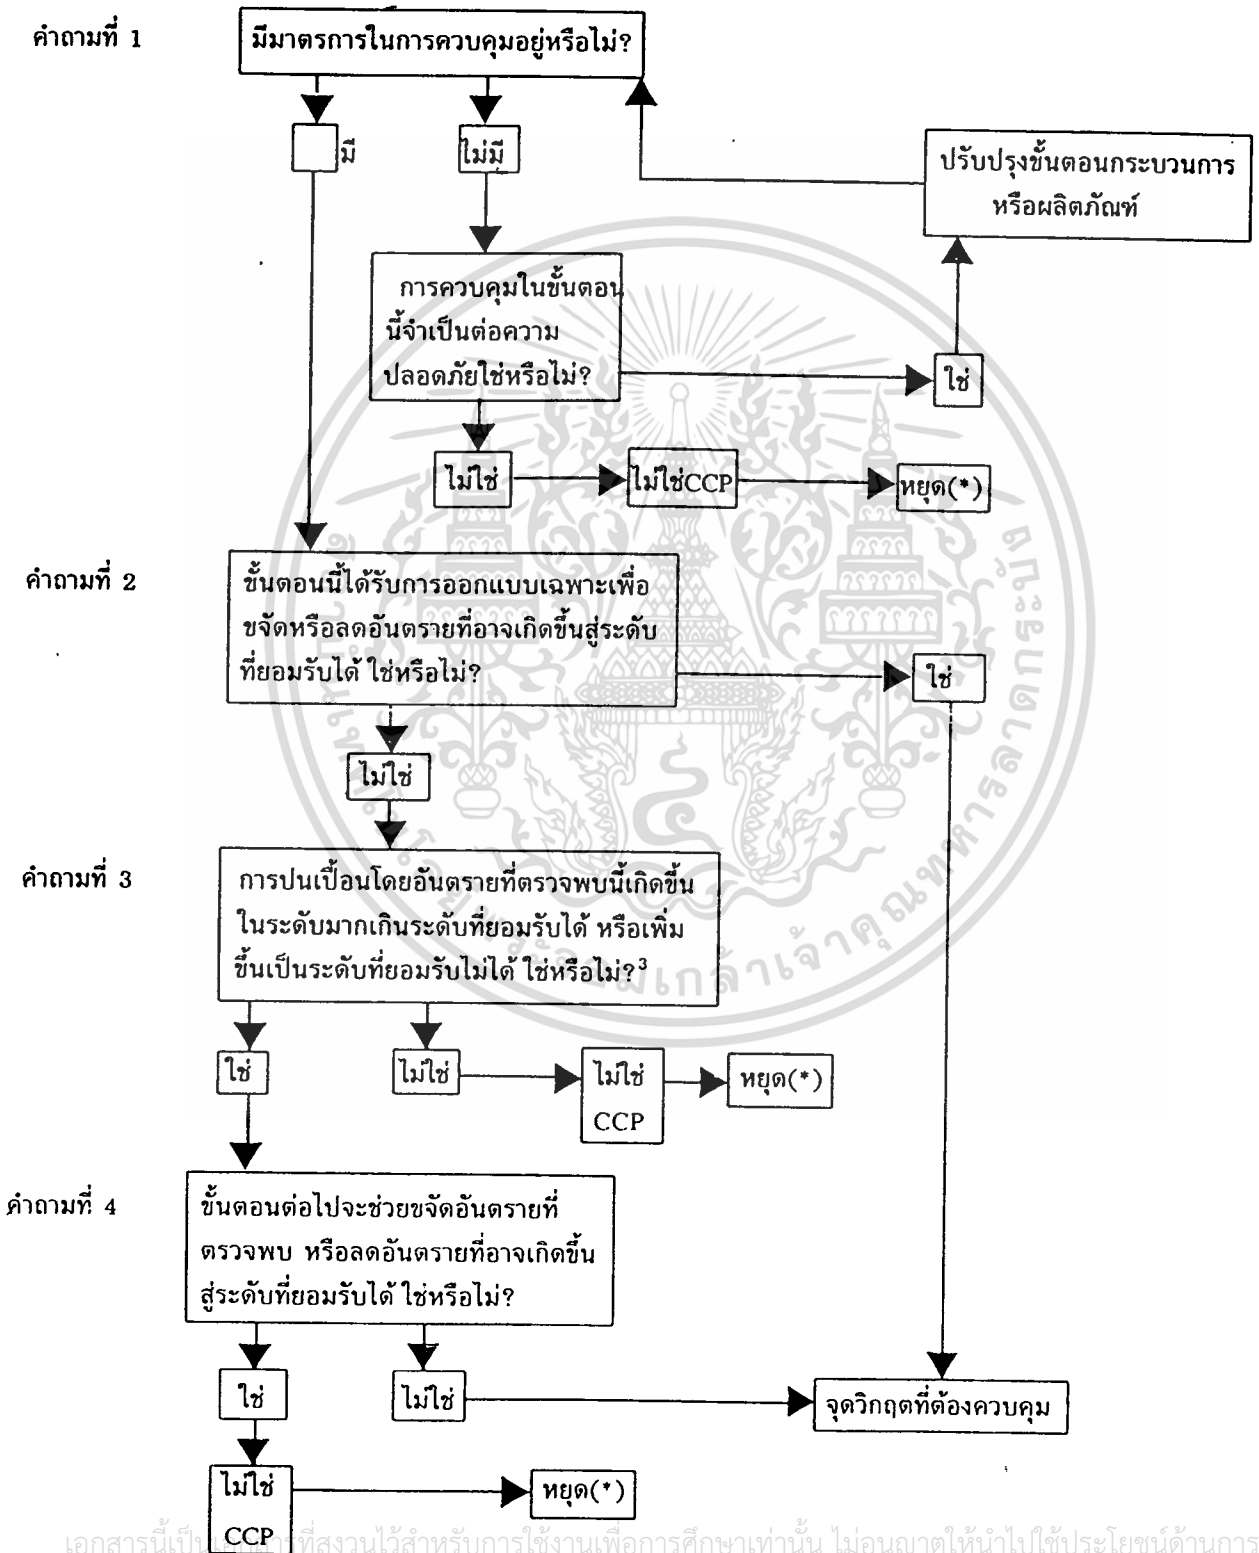 คำถามที่ 1
มีมาตรการในการควบคุมอยู่หรือไม่?
มี
ไม่มี
ปรับปรุงขั้นตอนกระบวนการ
หรือผลิตภัณฑ์
การควบคุมในขั้นตอน
นี้จำเป็นต่อความ
ปลอดภัยใช่หรือไม่?
ใช่
ไม่ใช่
ไม่ใช่CCP
หยุด(*)
คำถามที่ 2
ขั้นตอนนี้ได้รับการออกแบบเฉพาะเพื่อ
ขจัดหรือลดอันตรายที่อาจเกิดขึ้นสู่ระดับ
ที่ยอมรับได้ ใช่หรือไม่?
ใช่
ไม่ใช่
คำถามที่ 3
การปนเปื้อนโดยอันตรายที่ตรวจพบนี้เกิดขึ้น
ในระดับมากเกินระดับที่ยอมรับได้ หรือเพิ่ม
ขึ้นเป็นระดับที่ยอมรับไม่ได้ ใช่หรือไม่?³
ใช่
ไม่ใช่
ไม่ใช่
CCP
หยุด(*)
คำถามที่ 4
ขั้นตอนต่อไปจะช่วยขจัดอันตรายที่
ตรวจพบ หรือลดอันตรายที่อาจเกิดขึ้น
สู่ระดับที่ยอมรับได้ ใช่หรือไม่?
ใช่
ไม่ใช่
จุดวิกฤตที่ต้องควบคุม
ไม่ใช่
CCP
หยุด(*)
เอกสารนี้เป็นเอกสารที่สงวนไว้สำหรับการใช้งานเพื่อการศึกษาเท่านั้น ไม่อนุญาตให้นำไปใช้ประโยชน์ด้านการ